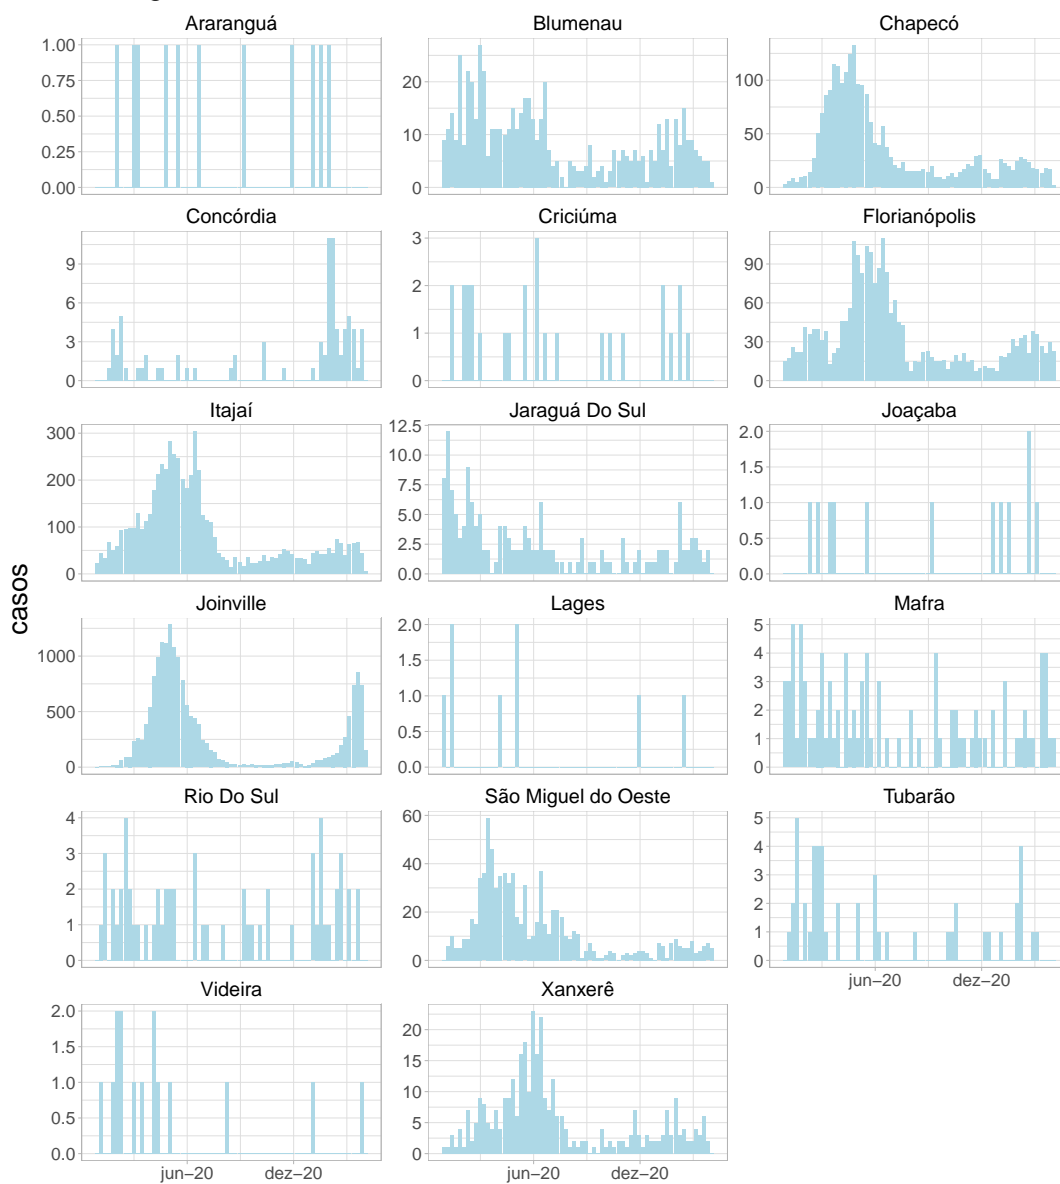 Araranguá Blumenau Chapecó
1.00 0.75 0.50 0.25 0.00
20 10 0
100 50 0
Concórdia Criciúma Florianópolis
9 6 3 0
3 2 1 0
90 60 30 0
Itajaí Jaraguá Do Sul Joaçaba
300 200 100 0
12.5 10.0 7.5 5.0 2.5 0.0
2.0 1.5 1.0 0.5 0.0
casos
Joinville Lages Mafra
1000 500 0
2.0 1.5 1.0 0.5 0.0
5 4 3 2 1 0
Rio Do Sul São Miguel do Oeste Tubarão
4 3 2 1 0
60 40 20 0
5 4 3 2 1 0
jun−20 dez−20
Videira Xanxerê
2.0 1.5 1.0 0.5 0.0
20 15 10 5 0
jun−20 dez−20 jun−20 dez−20